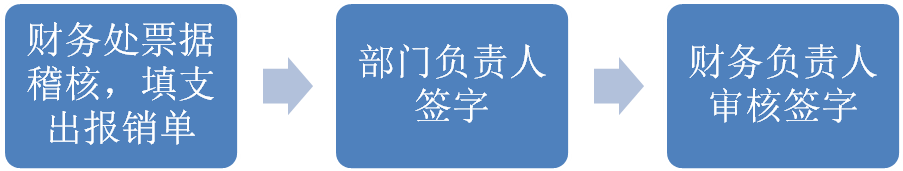 财务处票据
稽核，填支
出报销单
部门负责人
签字
财务负责人
审核签字